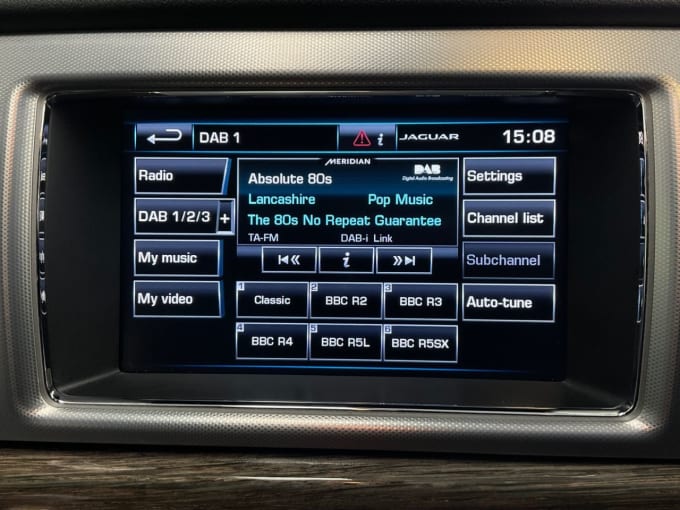 DAB 1
i
JAGUAR
15:08
Radio
DAB 1/2/3 +
My music
My video
MERIDIAN
Absolute 80s
DAB
Digital Audio Broadcasting
Lancashire Pop Music
The 80s No Repeat Guarantee
TA-FM DAB-i Link
i
Settings
Channel list
Subchannel
Auto-tune
1 Classic
2 BBC R2
3 BBC R3
4 BBC R4
5 BBC R5L
6 BBC R5SX